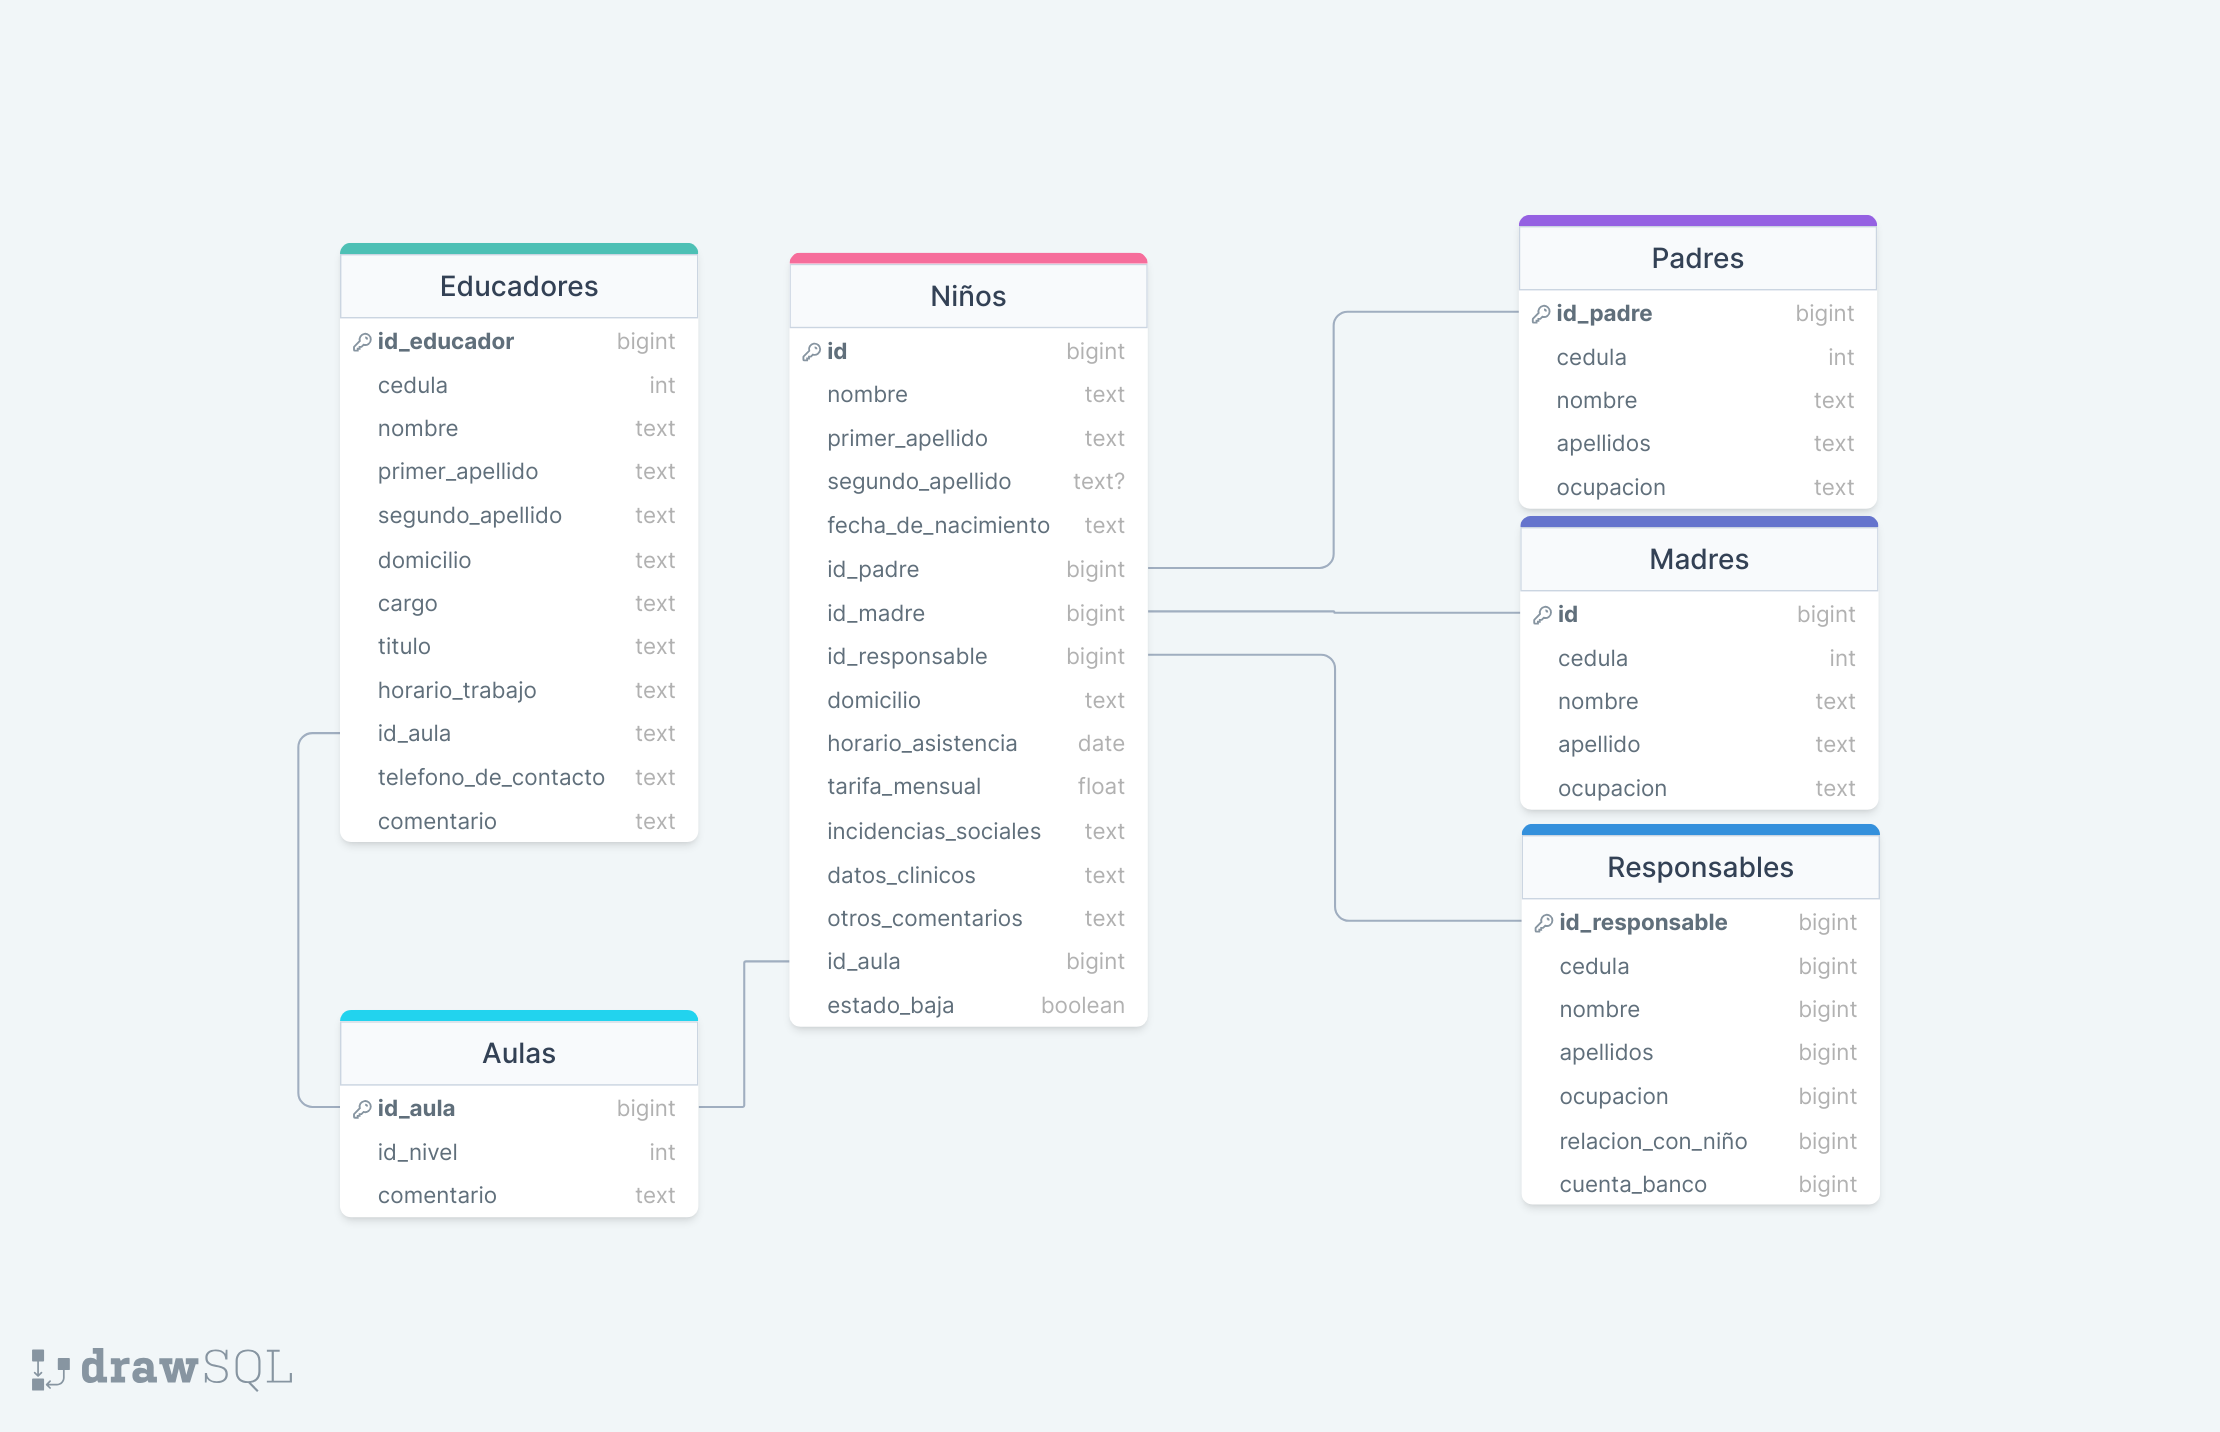 Educadores
id_educador bigint
cedula int
nombre text
primer_apellido text
segundo_apellido text
domicilio text
cargo text
titulo text
horario_trabajo text
id_aula text
telefono_de_contacto text
comentario text
Aulas
id_aula bigint
id_nivel int
comentario text
Niños
id bigint
nombre text
primer_apellido text
segundo_apellido text?
fecha_de_nacimiento text
id_padre bigint
id_madre bigint
id_responsable bigint
domicilio text
horario_asistencia date
tarifa_mensual float
incidencias_sociales text
datos_clinicos text
otros_comentarios text
id_aula bigint
estado_baja boolean
Padres
id_padre bigint
cedula int
nombre text
apellidos text
ocupacion text
Madres
id bigint
cedula int
nombre text
apellido text
ocupacion text
Responsables
id_responsable bigint
cedula bigint
nombre bigint
apellidos bigint
ocupacion bigint
relacion_con_niño bigint
cuenta_banco bigint
drawSQL